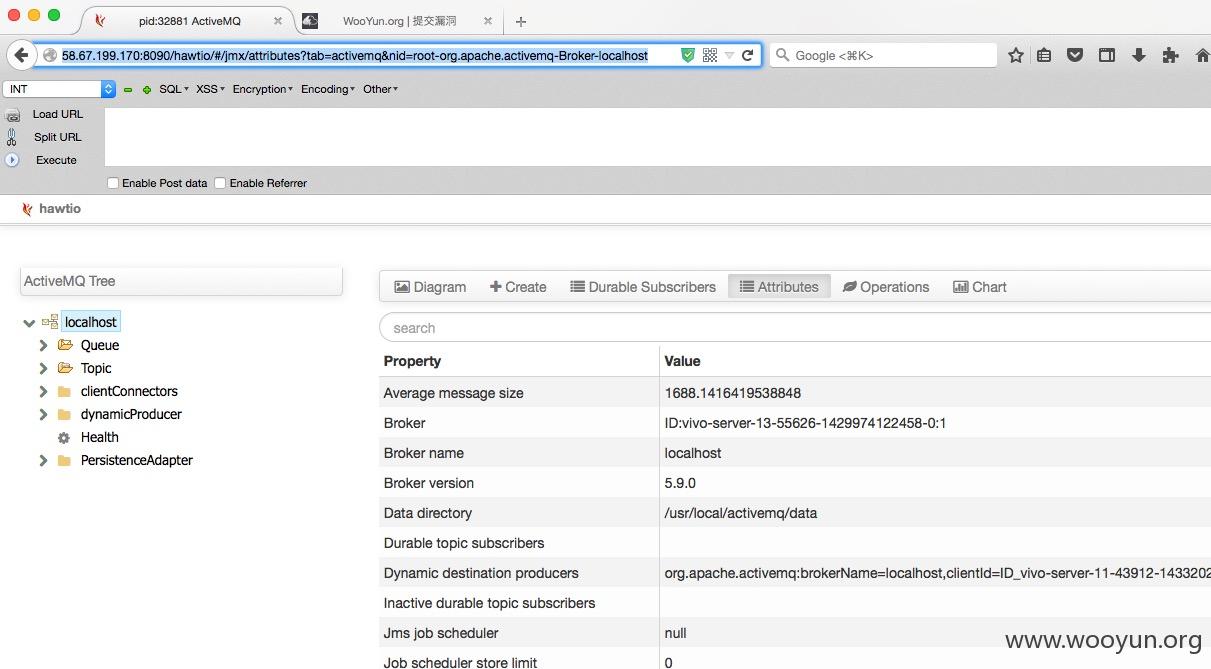 pid:32881 ActiveMQ
WooYun.org | 提交漏洞
58.67.199.170:8090/hawtio/#/jmx/attributes?tab=activemq&nid=root-org.apache.activemq-Broker-localhost
Google <⌘K>
INT
SQL XSS Encryption Encoding Other
Load URL
Split URL
Execute
Enable Post data Enable Referrer
hawtio
ActiveMQ Tree
localhost
Queue
Topic
clientConnectors
dynamicProducer
Health
PersistenceAdapter
Diagram Create Durable Subscribers Attributes Operations Chart
search
Property Value
Average message size 1688.1416419538848
Broker ID:vivo-server-13-55626-1429974122458-0:1
Broker name localhost
Broker version 5.9.0
Data directory /usr/local/activemq/data
Durable topic subscribers
Dynamic destination producers org.apache.activemq:brokerName=localhost,clientId=ID_vivo-server-11-43912-1433202
Inactive durable topic subscribers
Jms job scheduler null
Job scheduler store limit 0
www.wooyun.org